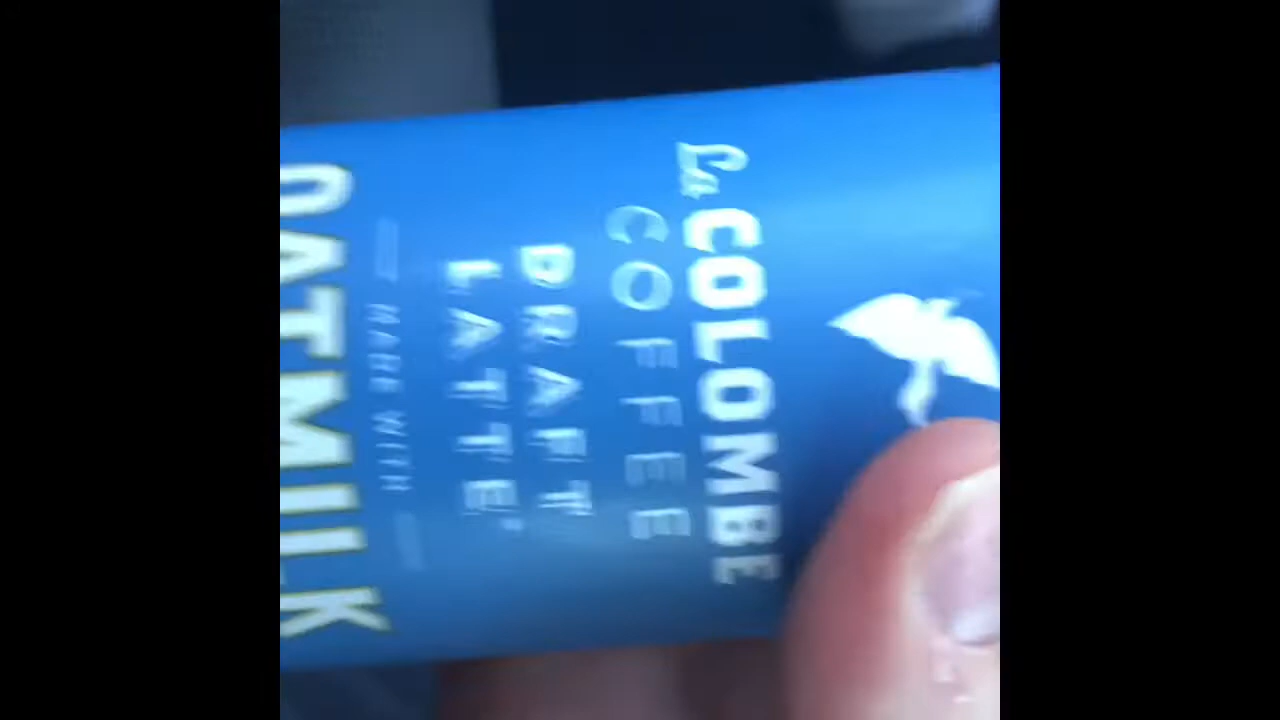 La
COLOMBE
COFFEE
DRAFT
LATTE
MADE WITH
OATMILK